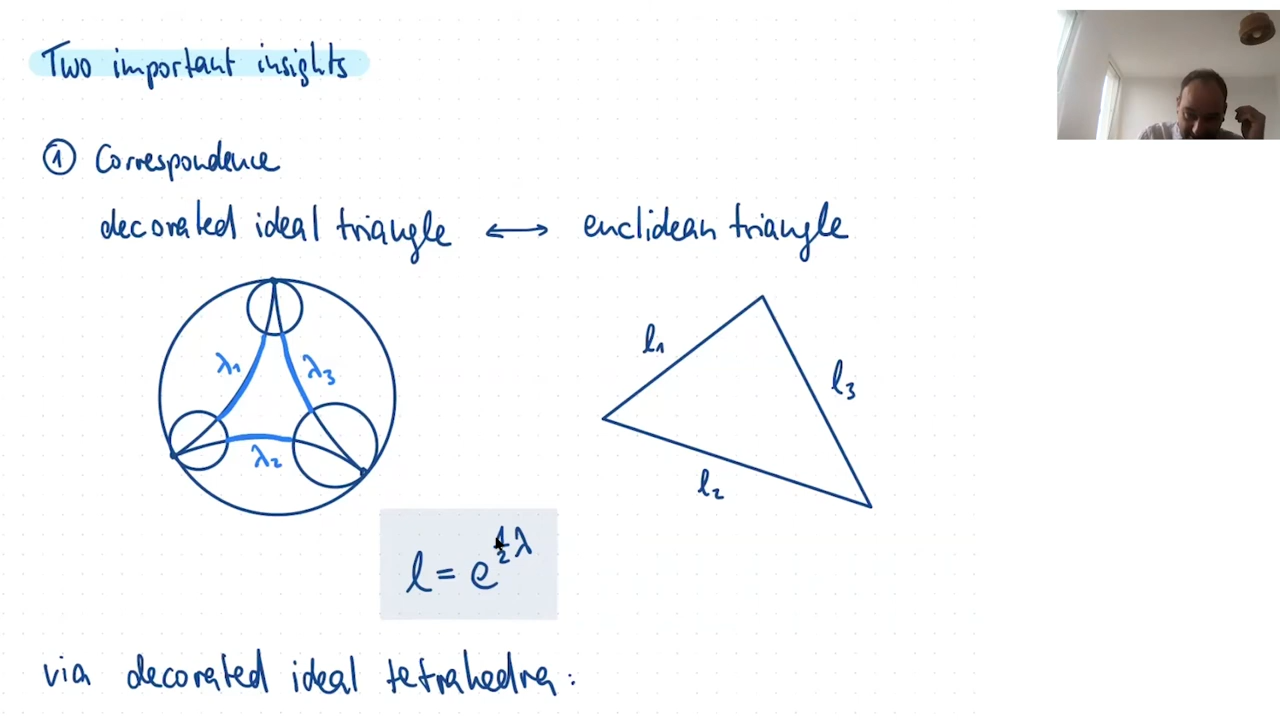 Two important insights
① Correspondence
decorated ideal triangle ⟷ euclidean triangle
λ₁ λ₃
λ₂
l₁
l₃
l₂
l = e^{½λ}
via decorated ideal tetrahedra: